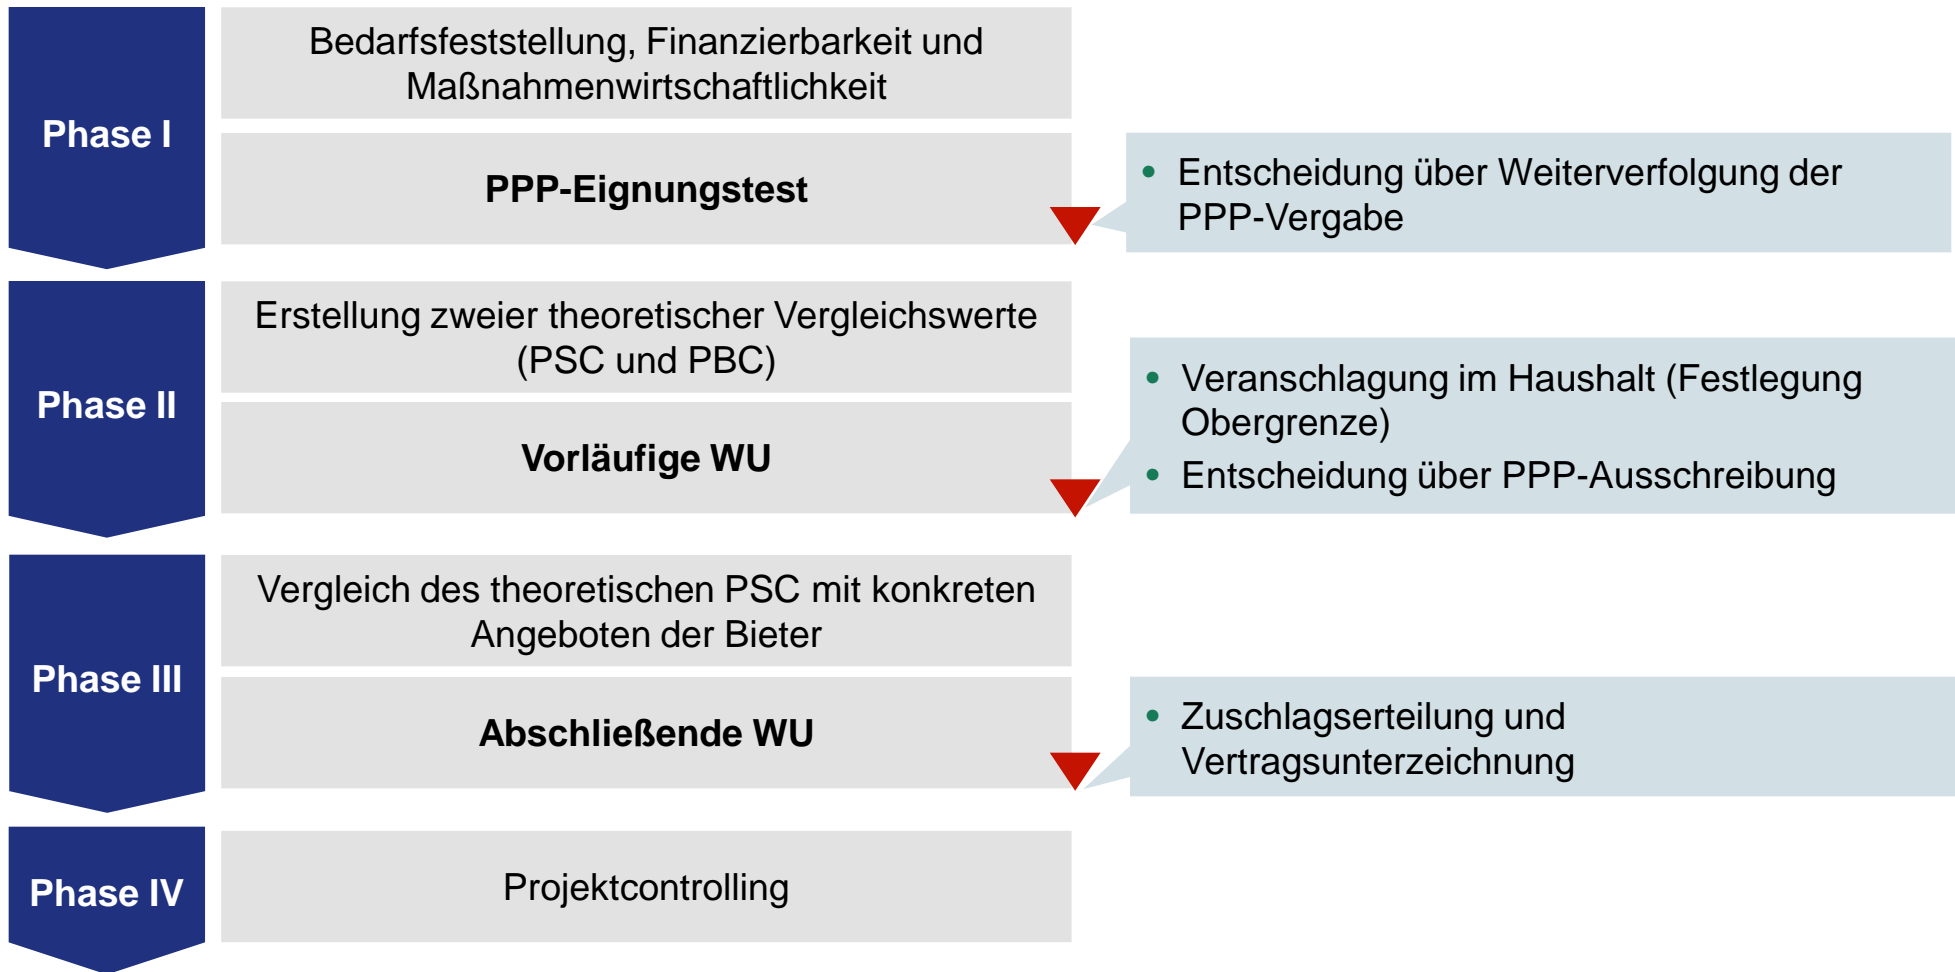 Phase I
Bedarfsfeststellung, Finanzierbarkeit und
Maßnahmenwirtschaftlichkeit
PPP-Eignungstest
• Entscheidung über Weiterverfolgung der
PPP-Vergabe
Phase II
Erstellung zweier theoretischer Vergleichswerte
(PSC und PBC)
Vorläufige WU
• Veranschlagung im Haushalt (Festlegung
Obergrenze)
• Entscheidung über PPP-Ausschreibung
Phase III
Vergleich des theoretischen PSC mit konkreten
Angeboten der Bieter
Abschließende WU
• Zuschlagserteilung und
Vertragsunterzeichnung
Phase IV
Projektcontrolling